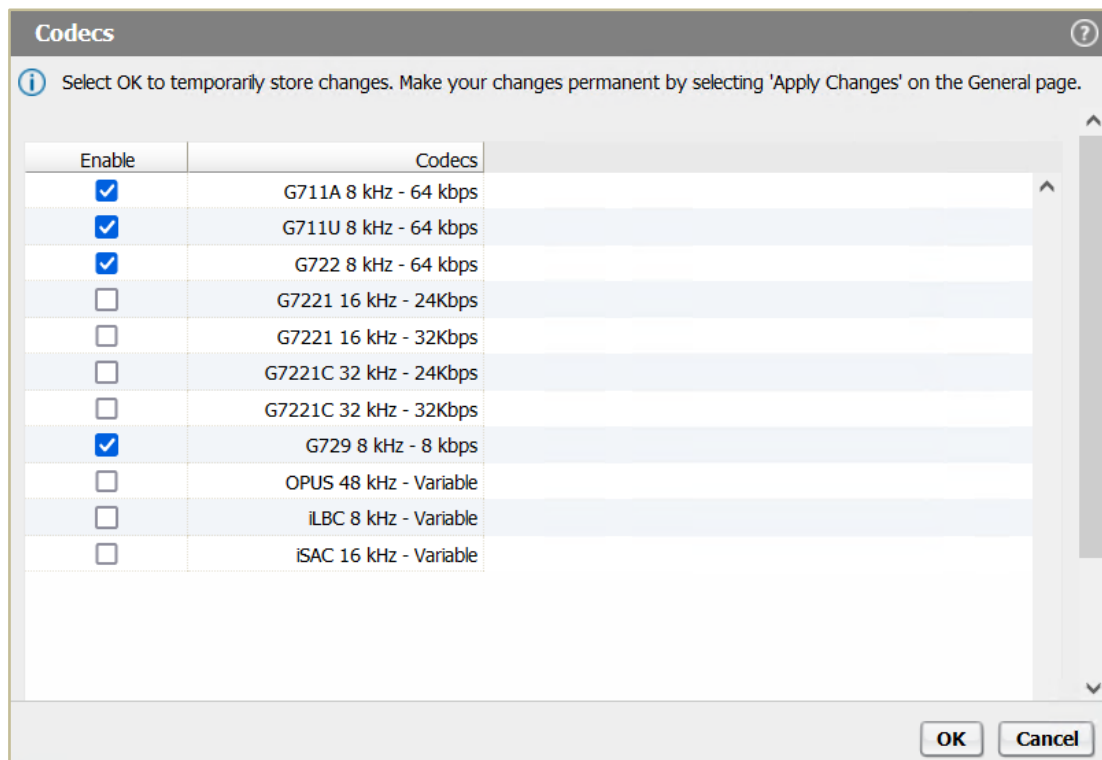 Codecs
Select OK to temporarily store changes. Make your changes permanent by selecting 'Apply Changes' on the General page.
Enable Codecs
G711A 8 kHz - 64 kbps
G711U 8 kHz - 64 kbps
G722 8 kHz - 64 kbps
G7221 16 kHz - 24Kbps
G7221 16 kHz - 32Kbps
G7221C 32 kHz - 24Kbps
G7221C 32 kHz - 32Kbps
G729 8 kHz - 8 kbps
OPUS 48 kHz - Variable
iLBC 8 kHz - Variable
iSAC 16 kHz - Variable
OK Cancel